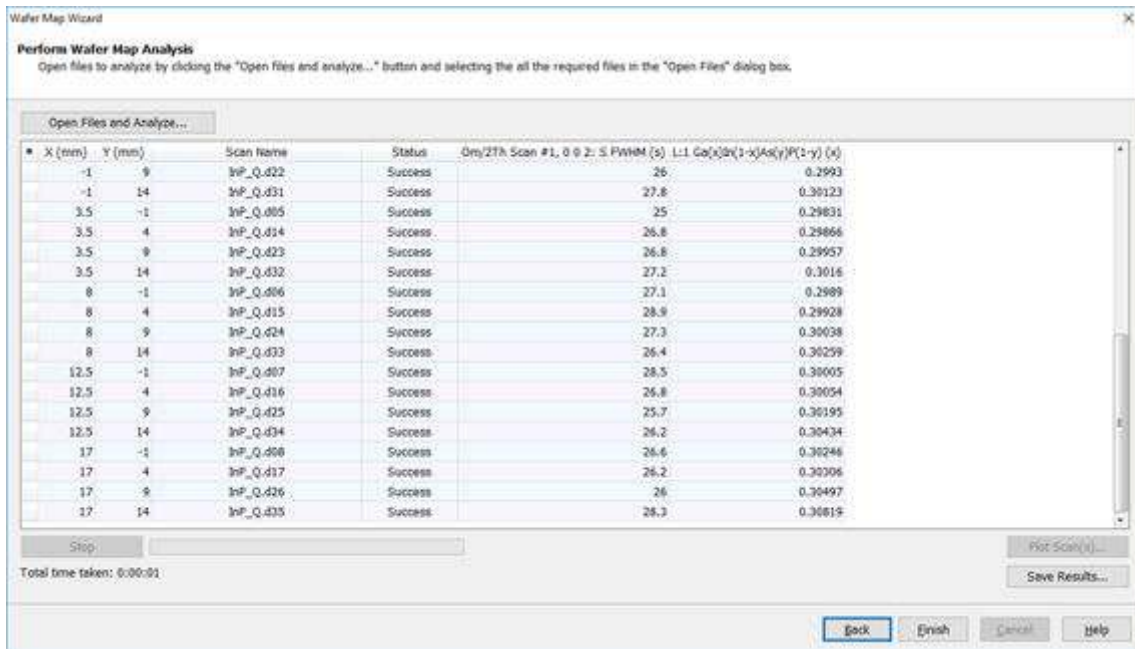 Wafer Map Wizard
Perform Wafer Map Analysis
Open files to analyze by clicking the "Open files and analyze..." button and selecting the all the required files in the "Open Files" dialog box.
Open Files and Analyze...
X (mm) Y (mm) Scan Name Status Om/2Th Scan #1, 0 0 2: S FWHM (s) L:1 Ga(x)In(1-x)As(y)P(1-y) (x)
-1 9 InP_Q.d22 Success 26 0.2993
-1 14 InP_Q.d31 Success 27.8 0.30123
3.5 -1 InP_Q.d05 Success 25 0.29831
3.5 4 InP_Q.d14 Success 26.8 0.29866
3.5 9 InP_Q.d23 Success 26.8 0.29957
3.5 14 InP_Q.d32 Success 27.2 0.3016
8 -1 InP_Q.d06 Success 27.1 0.2989
8 4 InP_Q.d15 Success 28.9 0.29928
8 9 InP_Q.d24 Success 27.3 0.30038
8 14 InP_Q.d33 Success 26.4 0.30259
12.5 -1 InP_Q.d07 Success 28.5 0.30005
12.5 4 InP_Q.d16 Success 26.8 0.30054
12.5 9 InP_Q.d25 Success 25.7 0.30195
12.5 14 InP_Q.d34 Success 26.2 0.30434
17 -1 InP_Q.d08 Success 26.6 0.30246
17 4 InP_Q.d17 Success 26.2 0.30306
17 9 InP_Q.d26 Success 26 0.30497
17 14 InP_Q.d35 Success 0.30819
Stop Plot Scan(s)...
Total time taken: 0:00:01 Save Results...
Back Finish Cancel Help